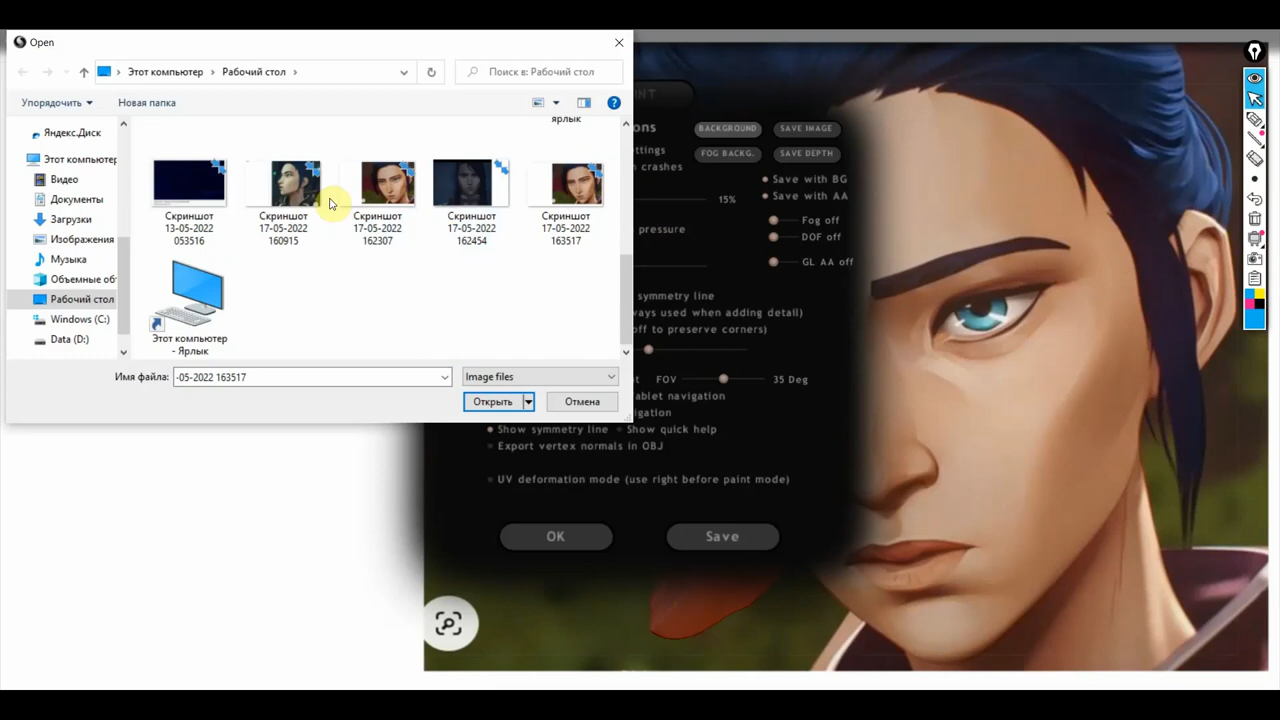 Open
Этот компьютер
Рабочий стол
Поиск в: Рабочий стол
Упорядочить
Новая папка
ярлык
Яндекс.Диск
Этот компьютер
Видео
Документы
Загрузки
Изображения
Музыка
Объемные об
Рабочий стол
Windows (C:)
Data (D:)
Скриншот
13-05-2022
053516
Скриншот
17-05-2022
160915
Скриншот
17-05-2022
162307
Скриншот
17-05-2022
162454
Скриншот
17-05-2022
163517
Этот компьютер
- Ярлык
Имя файла:
-05-2022 163517
Image files
Открыть
Отмена
NT
ons
BACKGROUND
SAVE IMAGE
ettings
FOG BACKG.
SAVE DEPTH
crashes
Save with BG
15%
Save with AA
Fog off
pressure
DOF off
GL AA off
symmetry line
ways used when adding detail)
off to preserve corners)
t
FOV
35 Deg
ablet navigation
igation
Show symmetry line
Show quick help
Export vertex normals in OBJ
UV deformation mode (use right before paint mode)
OK
Save